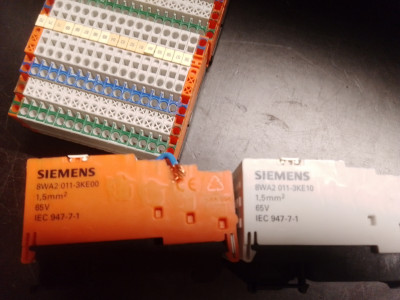 SIEMENS
8WA2 011-3KE00
1,5mm²
65V
IEC 947-7-1
CE
SIEMENS
8WA2 011-3KE10
1,5mm²
65V
IEC 947-7-1